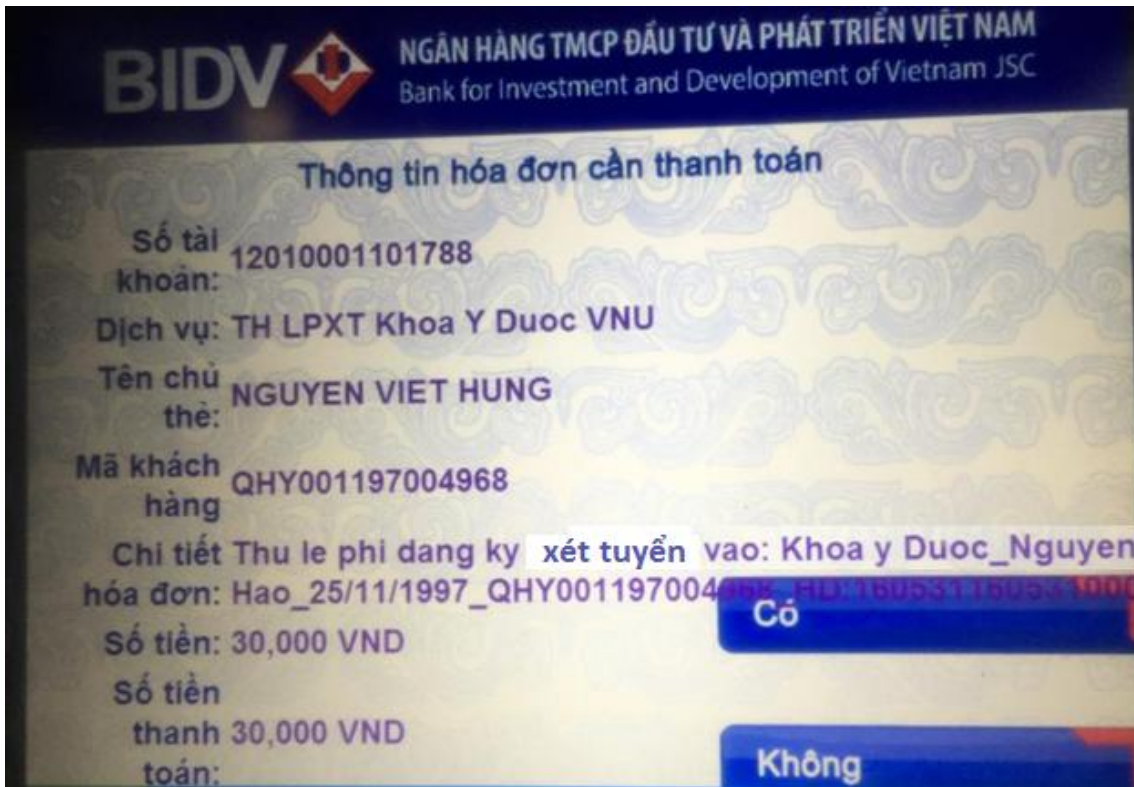 BIDV
NGÂN HÀNG TMCP ĐẦU TƯ VÀ PHÁT TRIỂN VIỆT NAM
Bank for Investment and Development of Vietnam JSC
Thông tin hóa đơn cần thanh toán
Số tài khoản: 12010001101788
Dịch vụ: TH LPXT Khoa Y Duoc VNU
Tên chủ thẻ: NGUYEN VIET HUNG
Mã khách hàng QHY001197004968
Chi tiết Thu le phi dang ky xét tuyển vao: Khoa y Duoc_Nguyen
hóa đơn: Hao_25/11/1997_QHY001197004968_HD:
Có
Số tiền: 30,000 VND
Số tiền thanh toán: 30,000 VND
Không